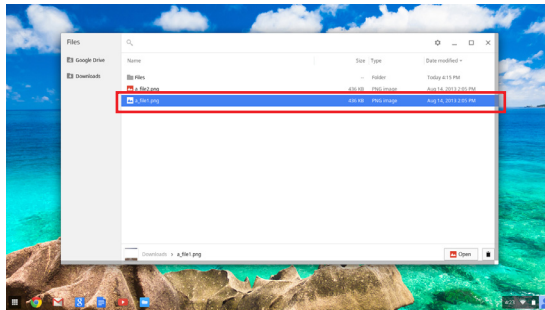 Files
Google Drive
Downloads
Name Size Type Date modified
Files -- Folder Today 4:15 PM
a_file2.png 436 KB PNG image Aug 14, 2013 2:05 PM
a_file1.png 436 KB PNG image Aug 14, 2013 2:05 PM
Downloads a_file1.png Open
4:23